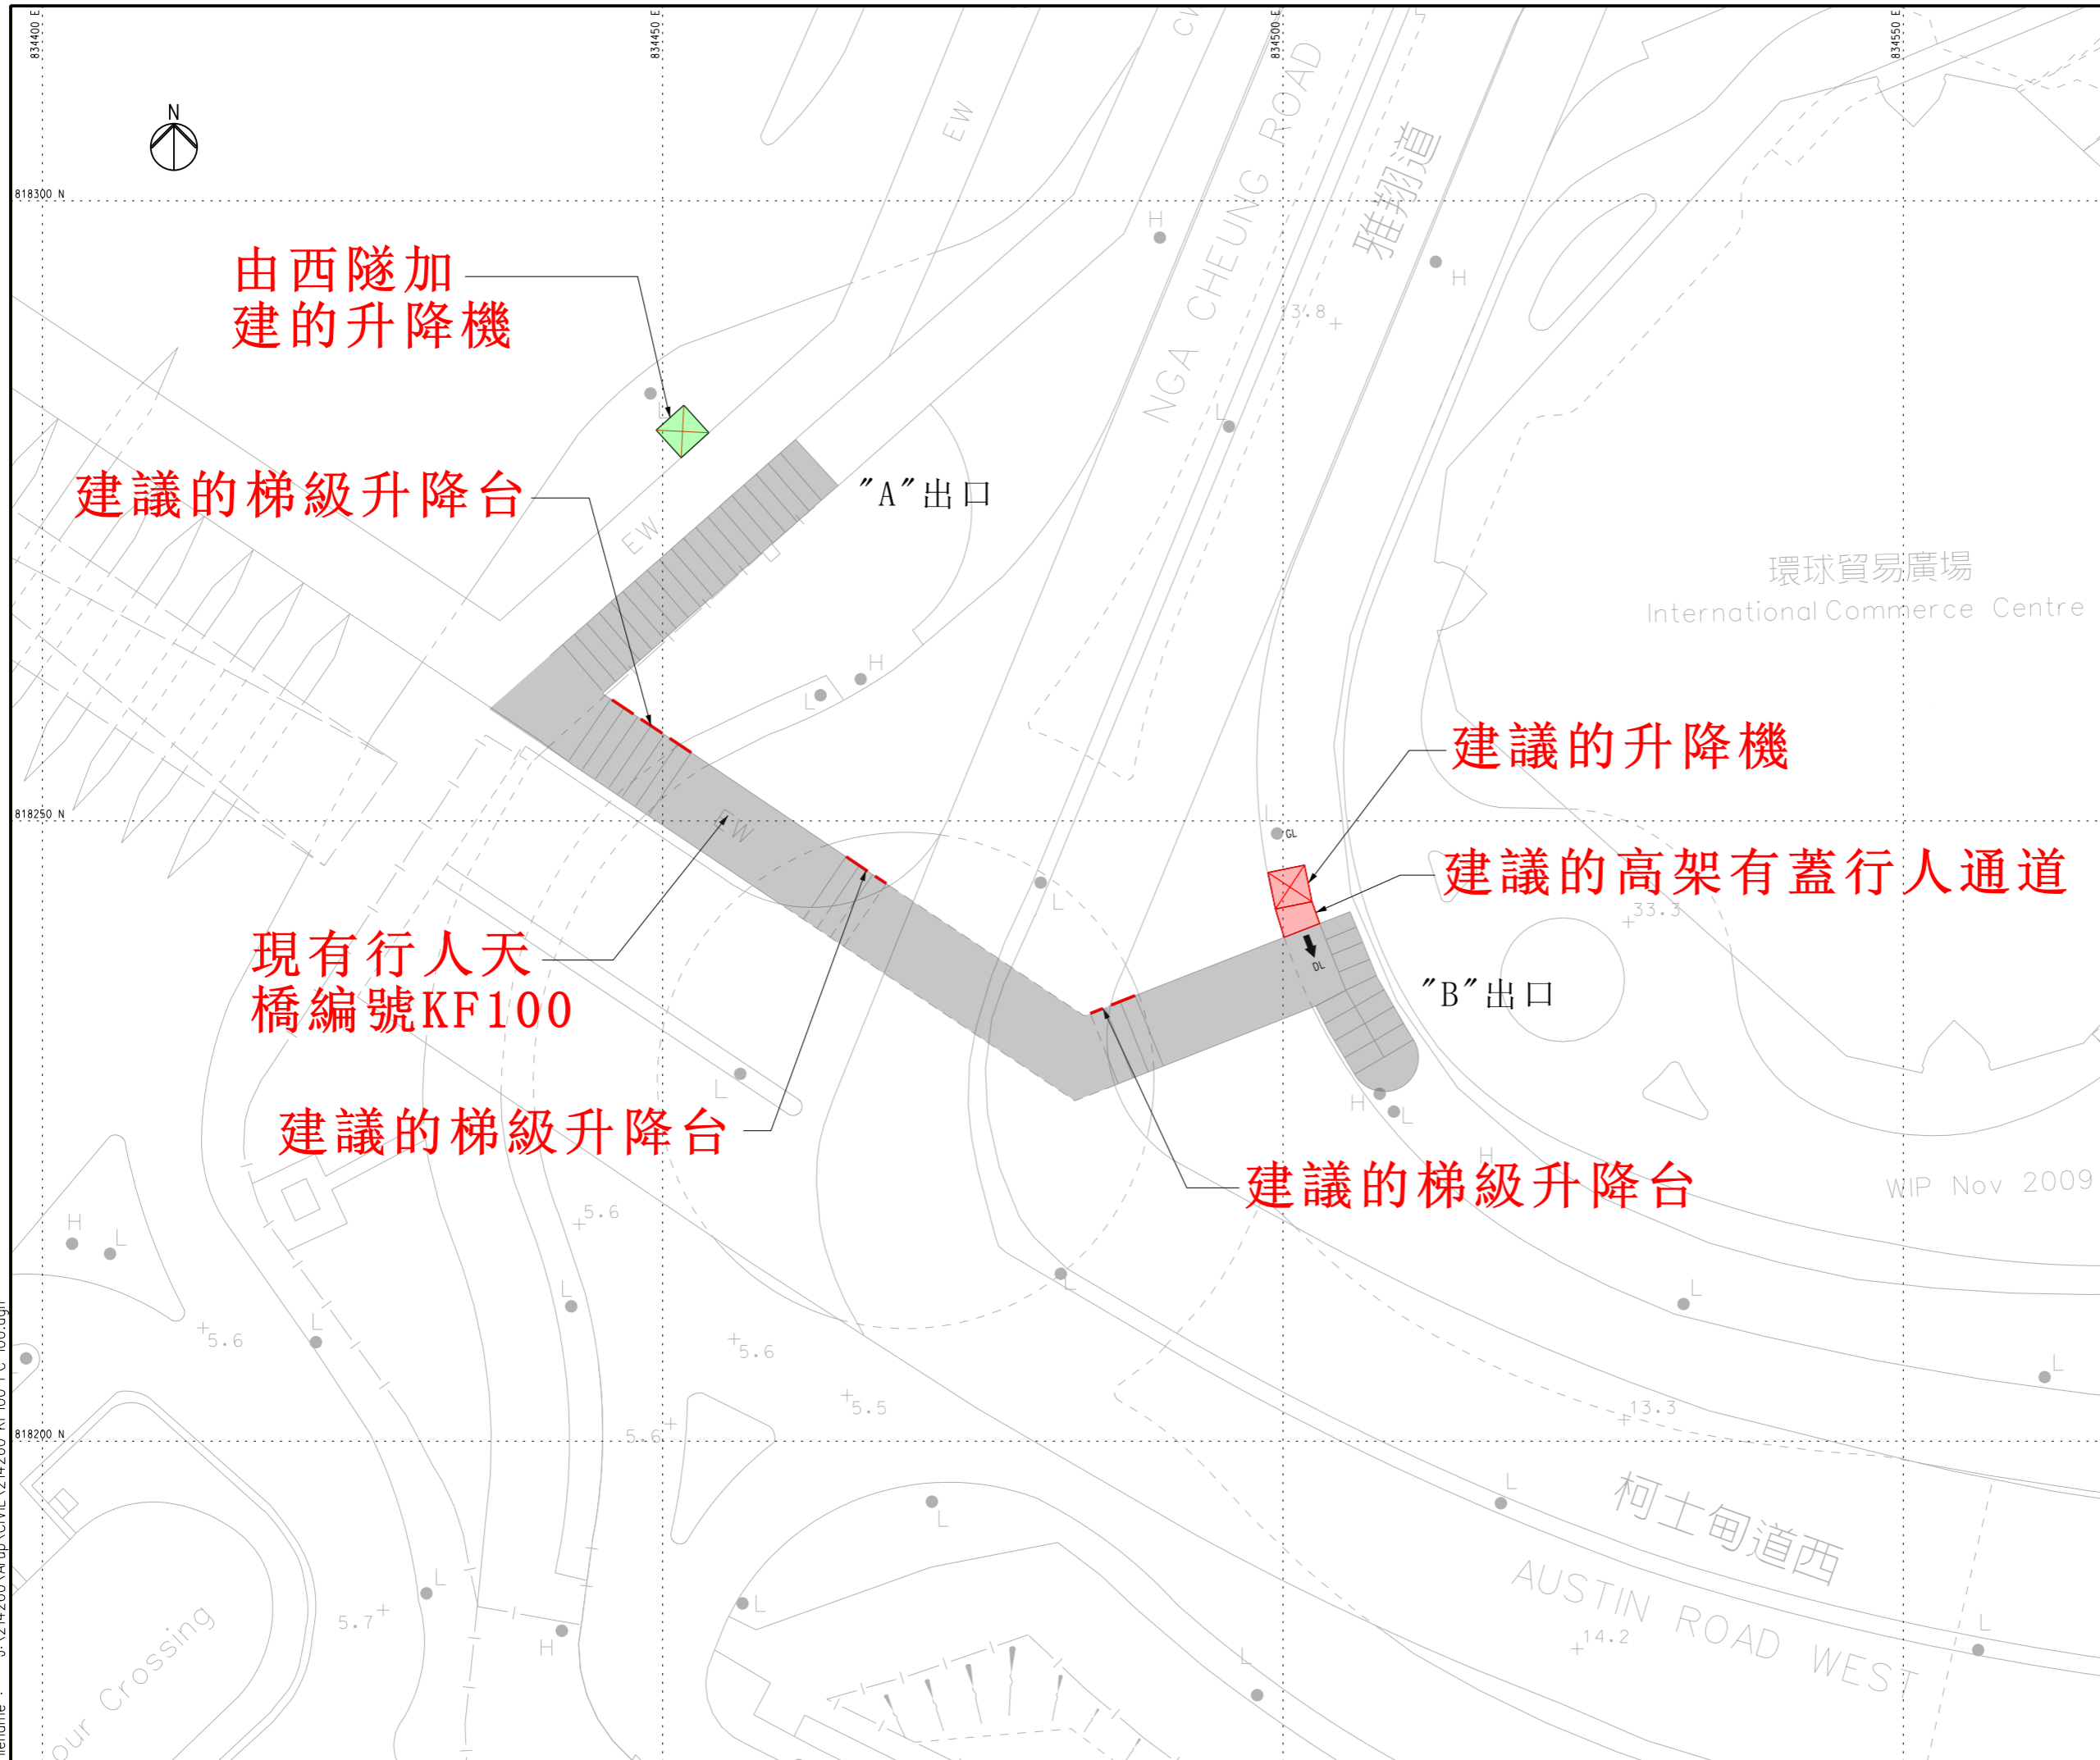 834400 E
834450 E
834500 E
834550 E
N
818300 N
CW
EW
NGA CHEUNG ROAD
雅翔道
H
H
由西隧加
建的升降機
13.8
L
L
建議的梯級升降台
"A"出口
EW
環球貿易廣場
International Commerce Centre
H
L
建議的升降機
818250 N
EW
L
GL
建議的高架有蓋行人通道
L
33.3
現有行人天
橋編號KF100
DL
"B"出口
L
H
L
建議的梯級升降台
H
建議的梯級升降台
WIP Nov 2009
H
L
5.6
L
L
L
L
5.6
5.6
L
5.5
13.3
5.6
818200 N
L
L
柯士甸道西
AUSTIN ROAD WEST
L
L
5.7
H
14.2
L
L
our Crossing